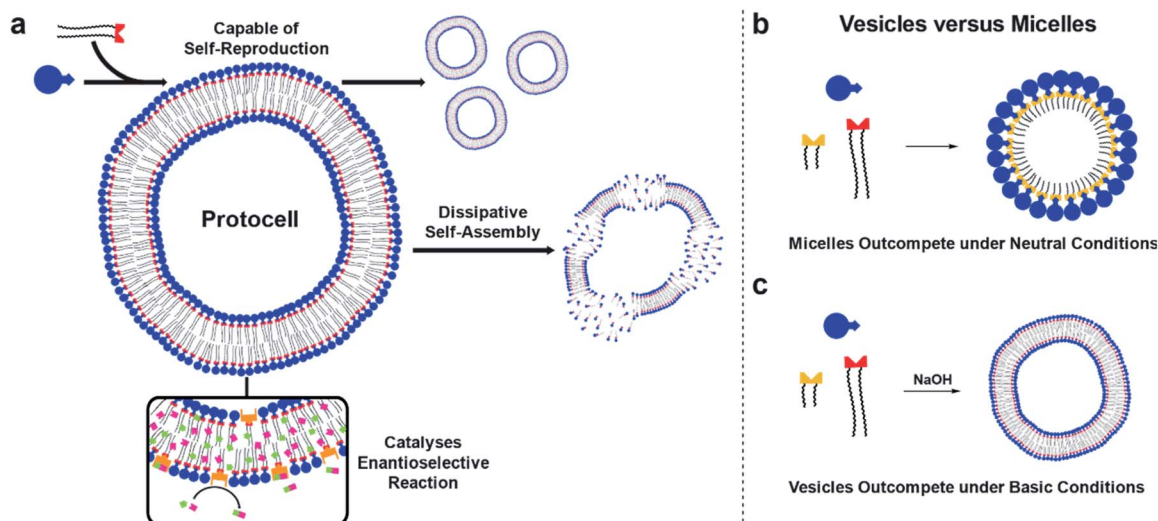 a
Capable of
Self-Reproduction
Protocell
Dissipative
Self-Assembly
Catalyses
Enantioselective
Reaction
b
Vesicles versus Micelles
Micelles Outcompete under Neutral Conditions
c
NaOH
Vesicles Outcompete under Basic Conditions